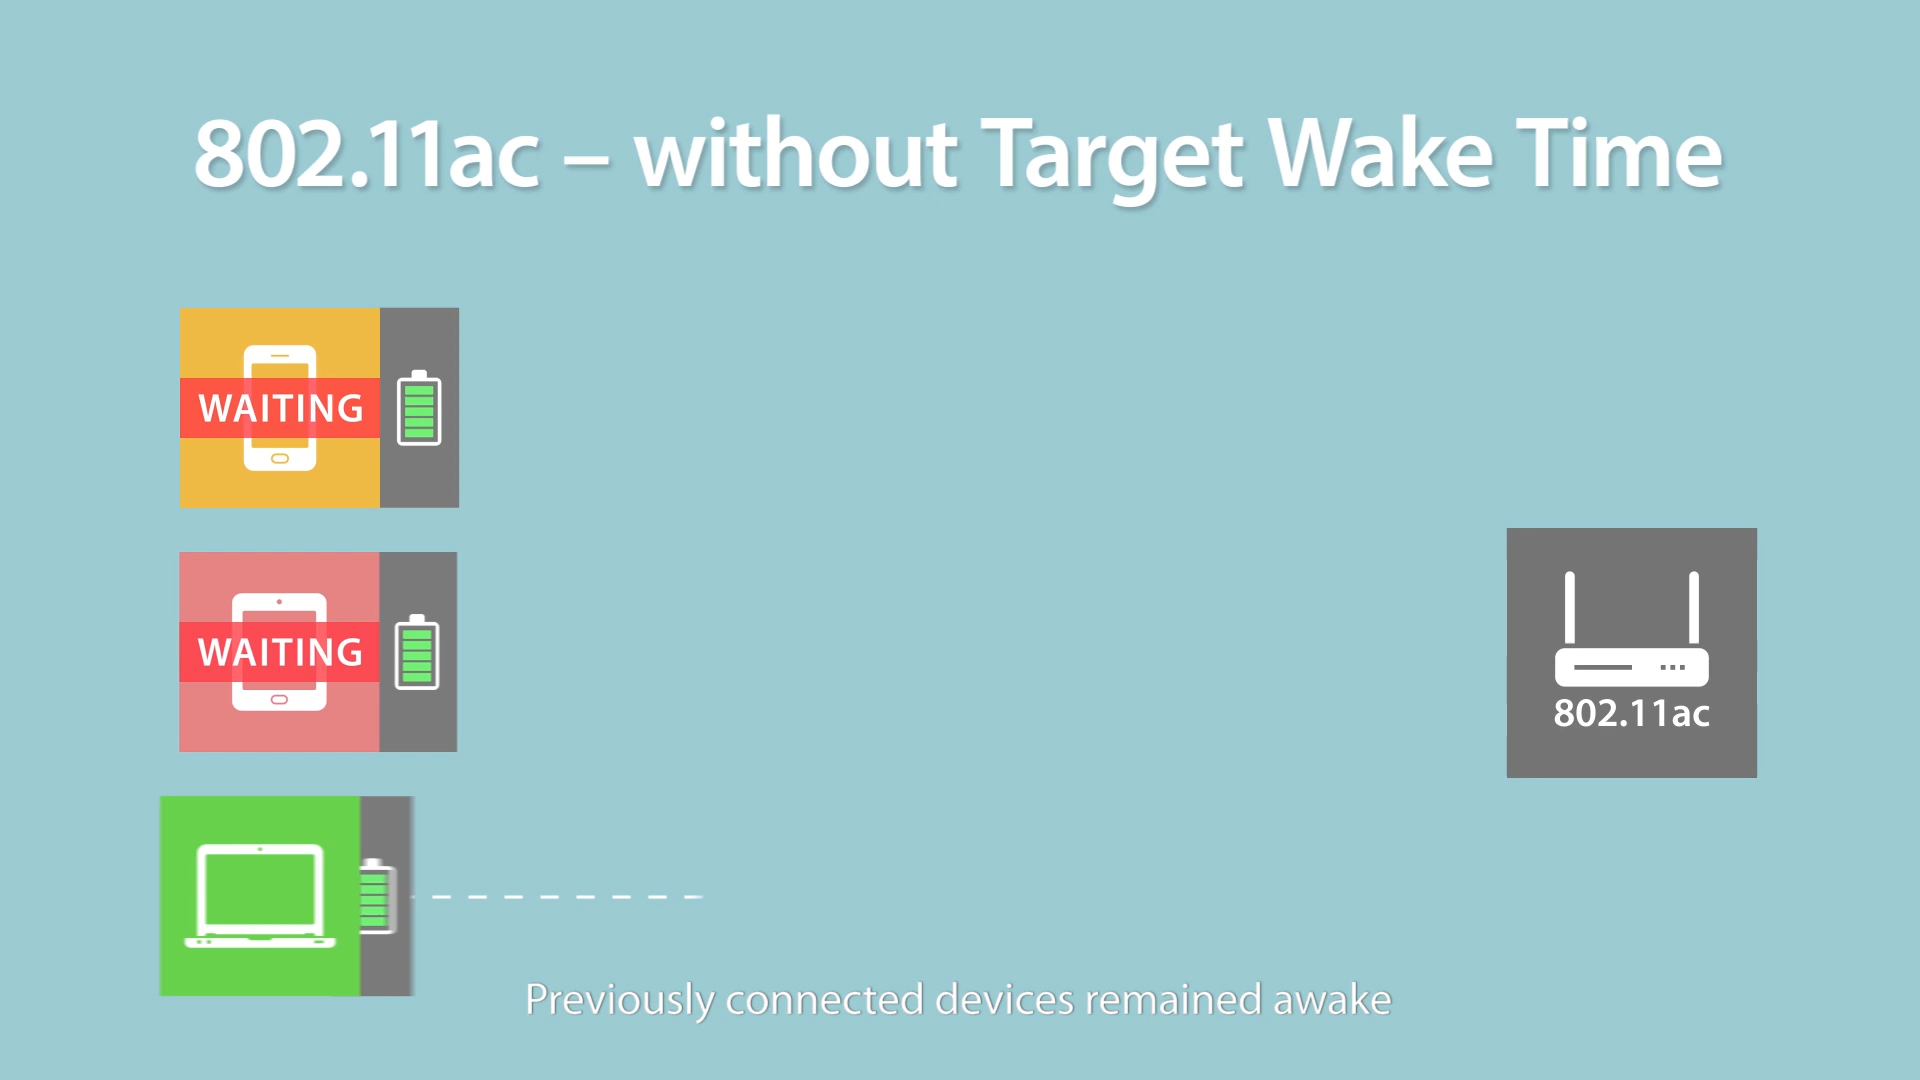 802.11ac – without Target Wake Time
WAITING
WAITING
802.11ac
Previously connected devices remained awake